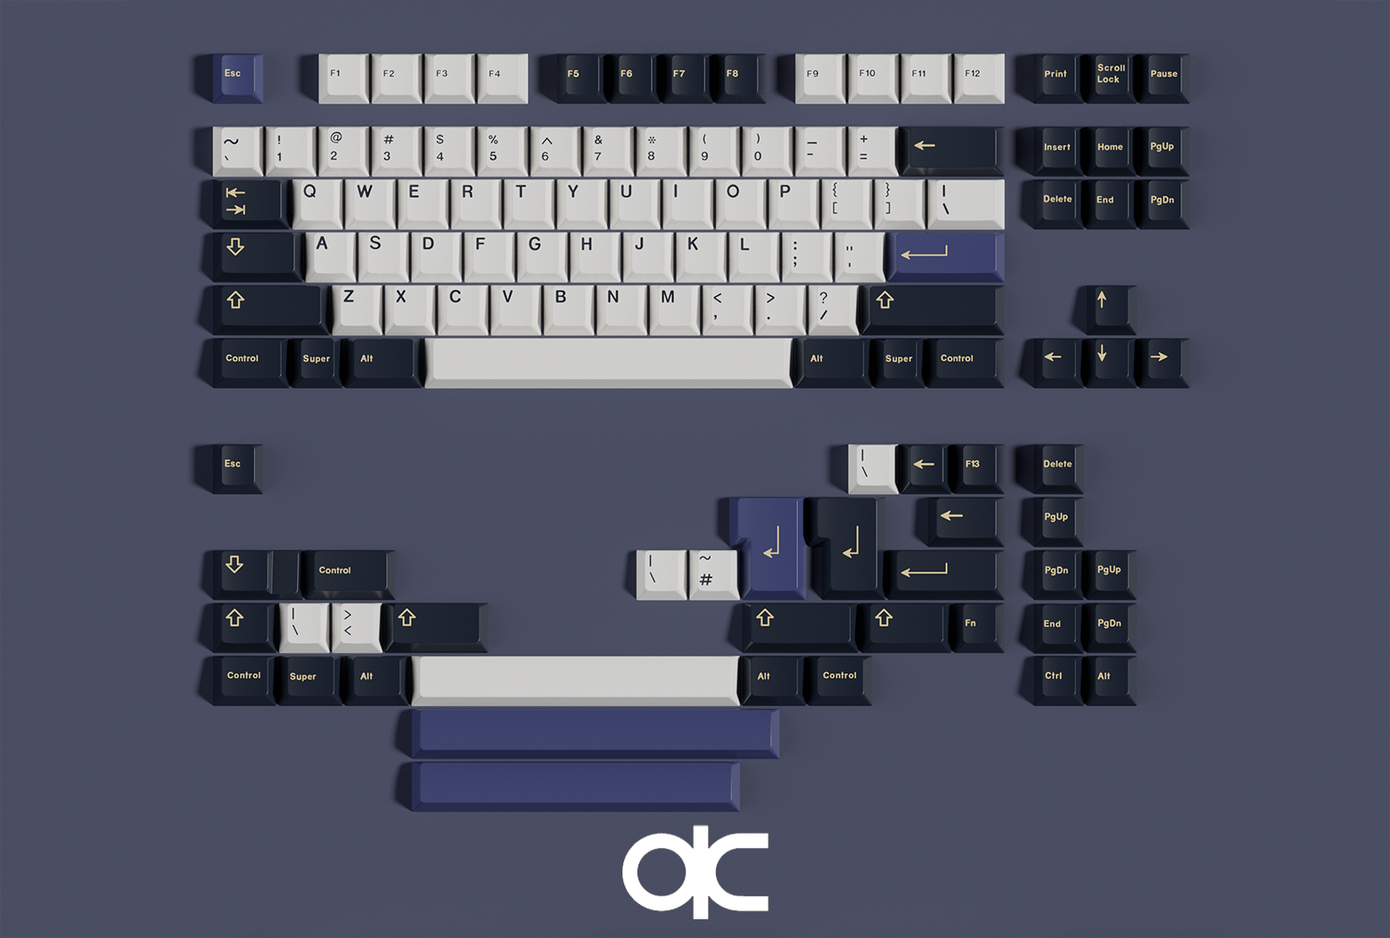 Esc F1 F2 F3 F4 F5 F6 F7 F8 F9 F10 F11 F12 Print Scroll Lock Pause
~ ! @ # $ % ^ & * ( ) _ +
` 1 2 3 4 5 6 7 8 9 0 - = ← Insert Home PgUp
⇤ Q W E R T Y U I O P { } |
⇥ [ ] \ Delete End PgDn
⇩ A S D F G H J K L : "
; ' ↵
⇧ Z X C V B N M < > ? ⇧ ↑
, . /
Control Super Alt Alt Super Control ← ↓ →
Esc | \ ← F13 Delete
← PgUp
⇩ Control | \ ~ # ↵ ↵ ↵ PgDn PgUp
⇧ | \ > < ⇧ ⇧ ⇧ Fn End PgDn
Control Super Alt Alt Control Ctrl Alt